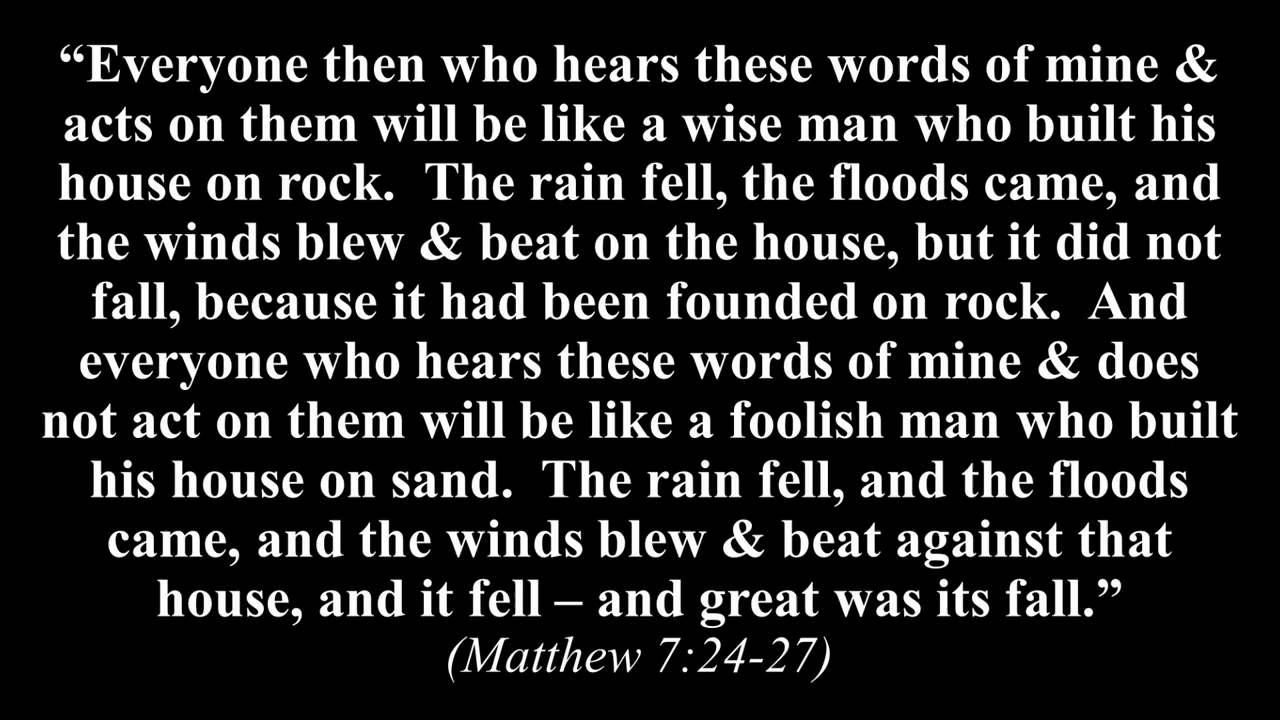 “Everyone then who hears these words of mine &
acts on them will be like a wise man who built his
house on rock.  The rain fell, the floods came, and
the winds blew & beat on the house, but it did not
fall, because it had been founded on rock.  And
everyone who hears these words of mine & does
not act on them will be like a foolish man who built
his house on sand.  The rain fell, and the floods
came, and the winds blew & beat against that
house, and it fell – and great was its fall.”
(Matthew 7:24-27)